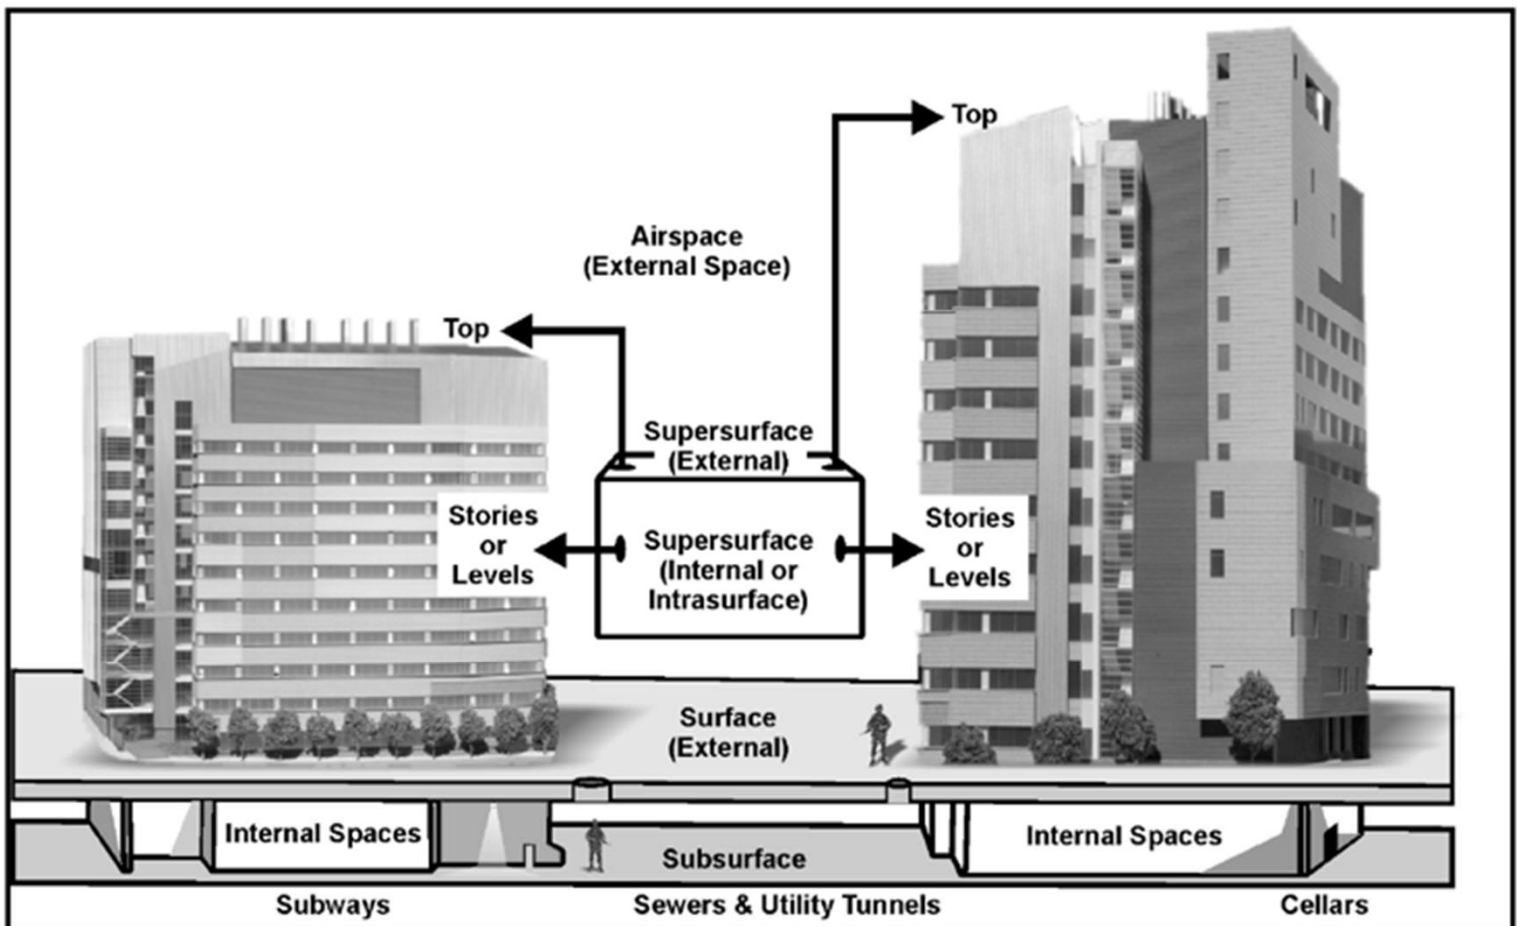 Top
Airspace
(External Space)
Top
Supersurface
(External)
Stories
or
Levels
Supersurface
(Internal or
Intrasurface)
Stories
or
Levels
Surface
(External)
Internal Spaces
Internal Spaces
Subsurface
Subways
Sewers & Utility Tunnels
Cellars